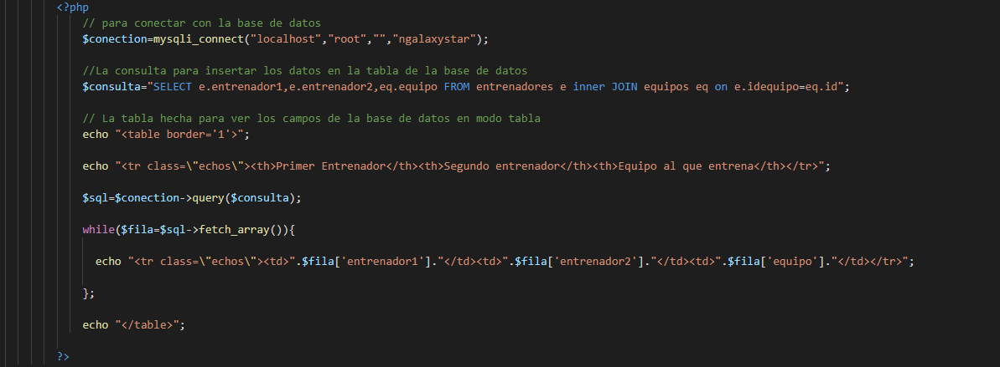 <?php
// para conectar con la base de datos
$conection=mysqli_connect("localhost","root","","ngalaxystar");
//La consulta para insertar los datos en la tabla de la base de datos
$consulta="SELECT e.entrenador1,e.entrenador2,eq.equipo FROM entrenadores e inner JOIN equipos eq on e.idequipo=eq.id";
// La tabla hecha para ver los campos de la base de datos en modo tabla
echo "<table border='1'>";
echo "<tr class=\"echos\"><th>Primer Entrenador</th><th>Segundo entrenador</th><th>Equipo al que entrena</th></tr>";
$sql=$conection->query($consulta);
while($fila=$sql->fetch_array()){
echo "<tr class=\"echos\"><td>".$fila['entrenador1']."</td><td>".$fila['entrenador2']."</td><td>".$fila['equipo']."</td></tr>";
};
echo "</table>";
?>